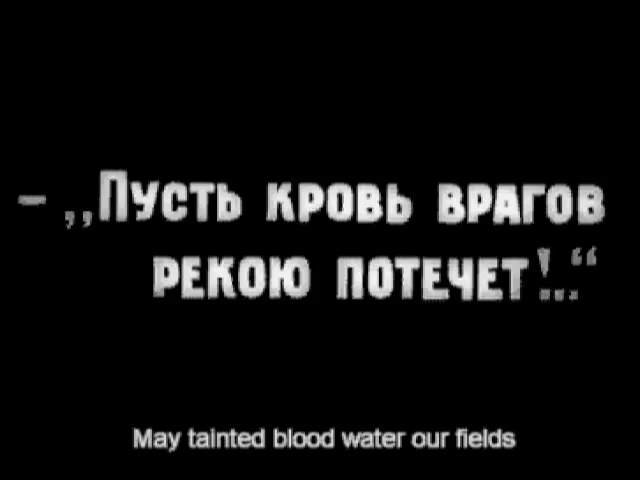 – „Пусть кровь врагов
рекою потечет!..“
May tainted blood water our fields